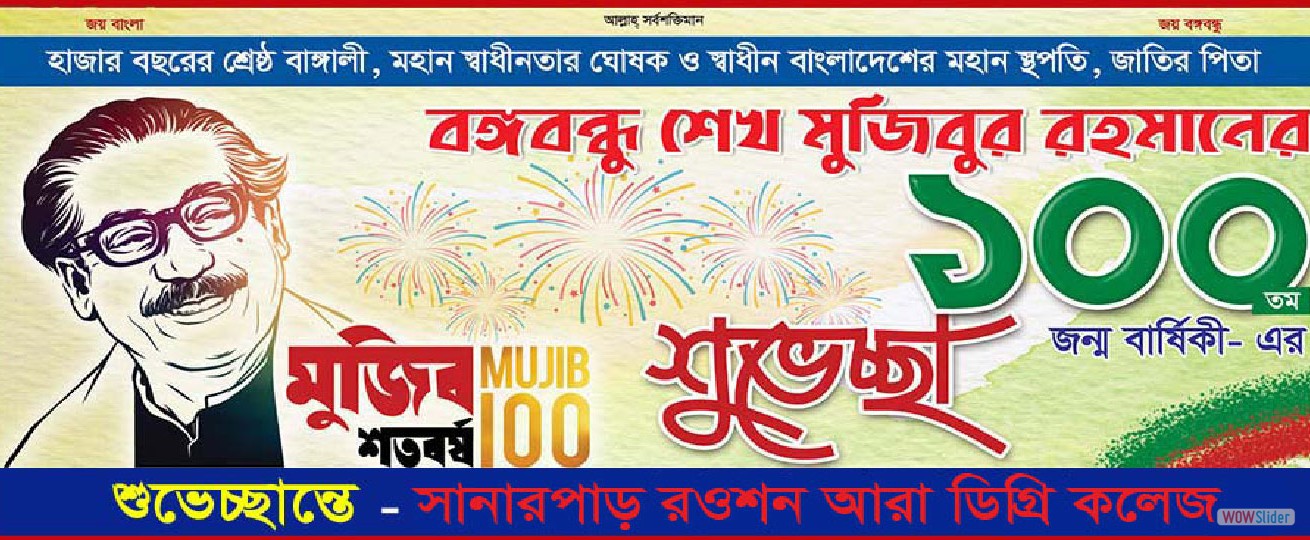 জয় বাংলা আল্লাহ্ সর্বশক্তিমান জয় বঙ্গবন্ধু
হাজার বছরের শ্রেষ্ঠ বাঙ্গালী, মহান স্বাধীনতার ঘোষক ও স্বাধীন বাংলাদেশের মহান স্থপতি, জাতির পিতা
বঙ্গবন্ধু শেখ মুজিবুর রহমানের
১০০
তম
জন্ম বার্ষিকী- এর
শুভেচ্ছা
মুজিব
শতবর্ষ
MUJIB
100
শুভেচ্ছান্তে - সানারপাড় রওশন আরা ডিগ্রি কলেজ
WOWSlider